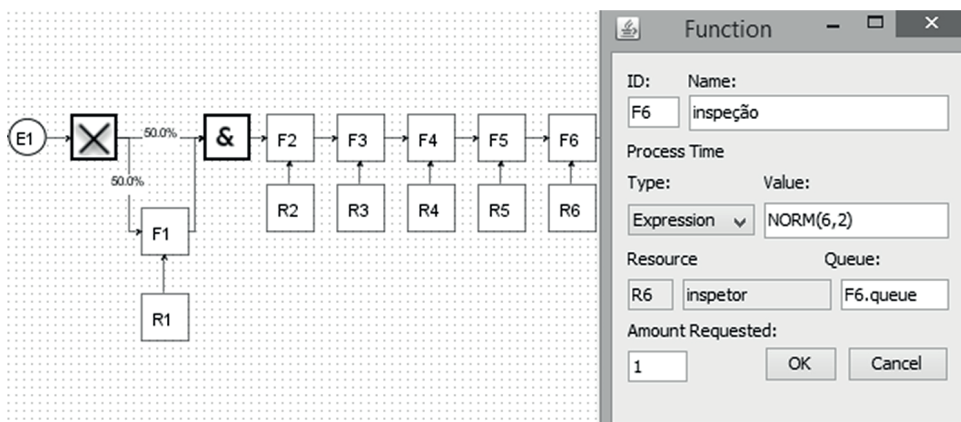 E1
50.0%
&
F2
F3
F4
F5
F6
50.0%
F1
R2
R3
R4
R5
R6
R1
Function
ID: Name:
F6 inspeção
Process Time
Type: Value:
Expression NORM(6,2)
Resource Queue:
R6 inspetor F6.queue
Amount Requested:
1 OK Cancel